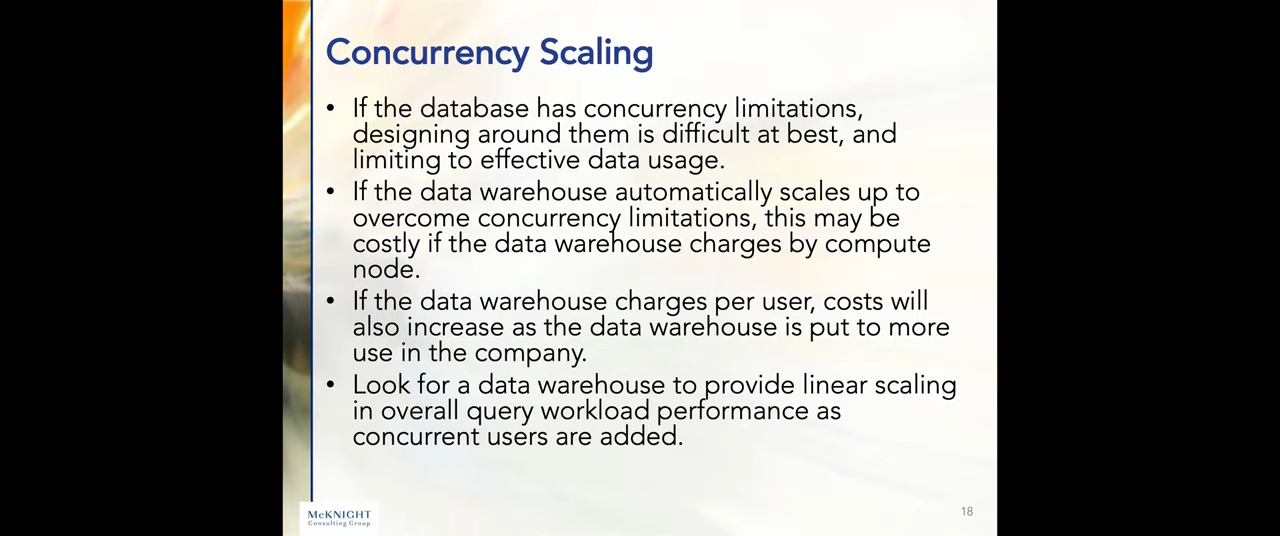 Concurrency Scaling
• If the database has concurrency limitations,
designing around them is difficult at best, and
limiting to effective data usage.
• If the data warehouse automatically scales up to
overcome concurrency limitations, this may be
costly if the data warehouse charges by compute
node.
• If the data warehouse charges per user, costs will
also increase as the data warehouse is put to more
use in the company.
• Look for a data warehouse to provide linear scaling
in overall query workload performance as
concurrent users are added.
McKNIGHT
Consulting Group
18